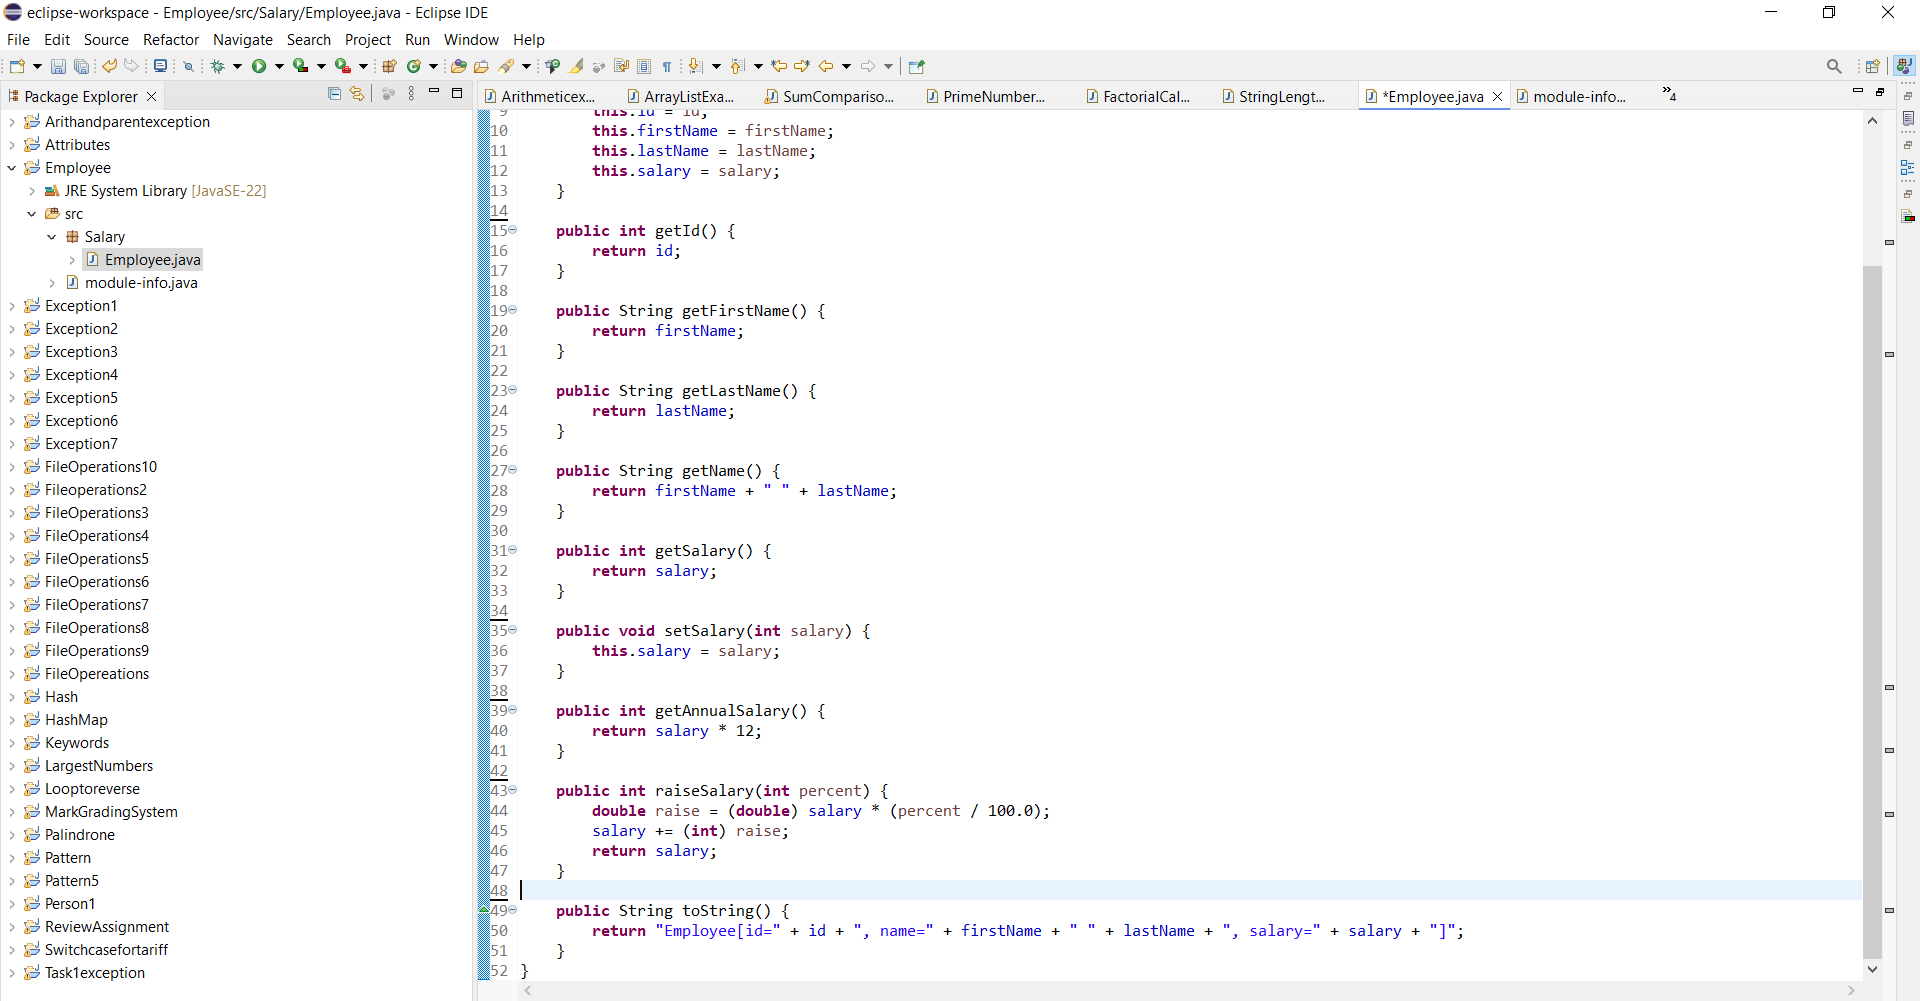 eclipse-workspace - Employee/src/Salary/Employee.java - Eclipse IDE
File Edit Source Refactor Navigate Search Project Run Window Help
Package Explorer
Arithandparentexception
Attributes
Employee
JRE System Library [JavaSE-22]
src
Salary
Employee.java
module-info.java
Exception1
Exception2
Exception3
Exception4
Exception5
Exception6
Exception7
FileOperations10
Fileoperations2
FileOperations3
FileOperations4
FileOperations5
FileOperations6
FileOperations7
FileOperations8
FileOperations9
FileOpereations
Hash
HashMap
Keywords
LargestNumbers
Looptoreverse
MarkGradingSystem
Palindrone
Pattern
Pattern5
Person1
ReviewAssignment
Switchcasefortariff
Task1exception
Arithmeticex... ArrayListExa... SumCompariso... PrimeNumber... FactorialCal... StringLengt... *Employee.java module-info... »4
9 this.id = id;
10 this.firstName = firstName;
11 this.lastName = lastName;
12 this.salary = salary;
13 }
14
15 public int getId() {
16 return id;
17 }
18
19 public String getFirstName() {
20 return firstName;
21 }
22
23 public String getLastName() {
24 return lastName;
25 }
26
27 public String getName() {
28 return firstName + " " + lastName;
29 }
30
31 public int getSalary() {
32 return salary;
33 }
34
35 public void setSalary(int salary) {
36 this.salary = salary;
37 }
38
39 public int getAnnualSalary() {
40 return salary * 12;
41 }
42
43 public int raiseSalary(int percent) {
44 double raise = (double) salary * (percent / 100.0);
45 salary += (int) raise;
46 return salary;
47 }
48
49 public String toString() {
50 return "Employee[id=" + id + ", name=" + firstName + " " + lastName + ", salary=" + salary + "]";
51 }
52 }